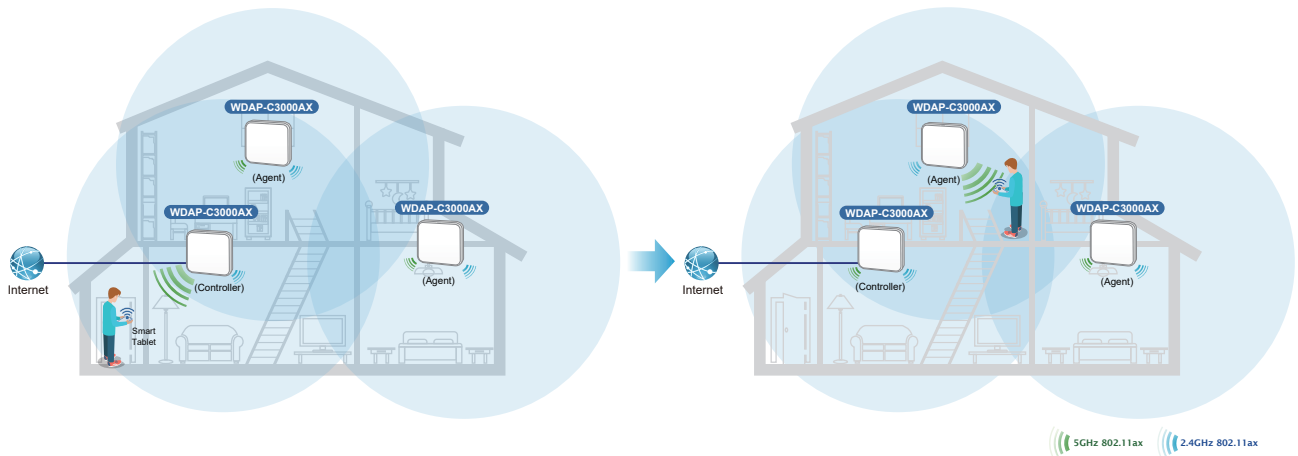 WDAP-C3000AX
(Agent)
WDAP-C3000AX
WDAP-C3000AX
Internet
(Controller)
(Agent)
Smart
Tablet
WDAP-C3000AX
(Agent)
WDAP-C3000AX
WDAP-C3000AX
Internet
(Controller)
(Agent)
5GHz 802.11ax
2.4GHz 802.11ax